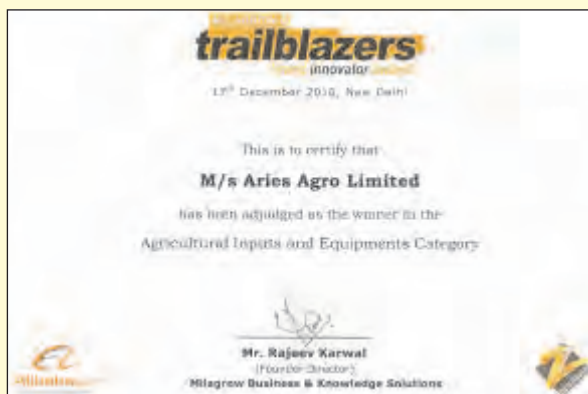 trailblazers
innovator
17th December 2010, New Delhi
This is to certify that
M/s Aries Agro Limited
has been adjudged as the winner in the
Agricultural Inputs and Equipments Category
Mr. Rajeev Karwal
(Founder Director)
Milagrow Business & Knowledge Solutions